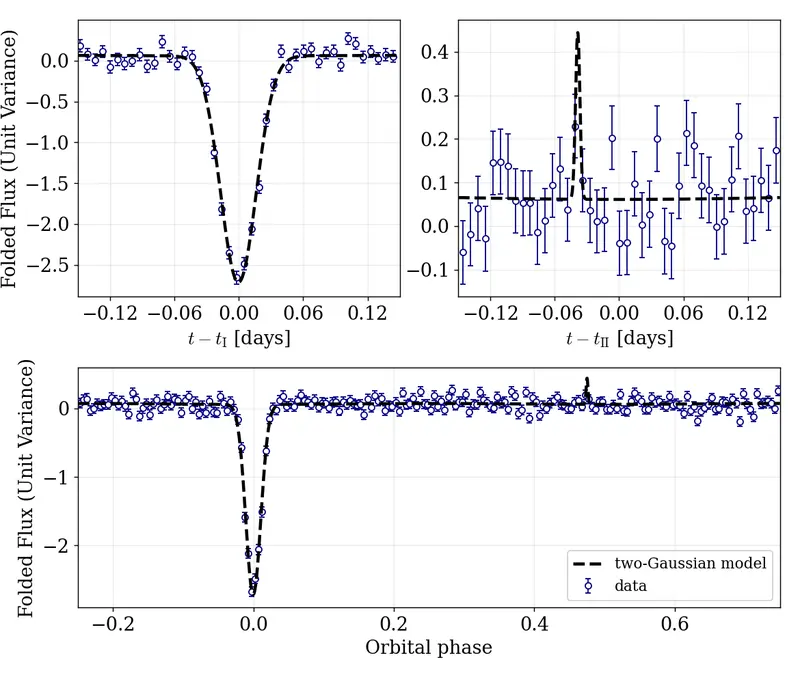 Folded Flux (Unit Variance)
0.0
−0.5
−1.0
−1.5
−2.0
−2.5
−0.12 −0.06 0.00 0.06 0.12
t − tI [days]
0.4
0.3
0.2
0.1
0.0
−0.1
−0.12 −0.06 0.00 0.06 0.12
t − tII [days]
Folded Flux (Unit Variance)
0
−1
−2
two-Gaussian model
data
−0.2 0.0 0.2 0.4 0.6
Orbital phase